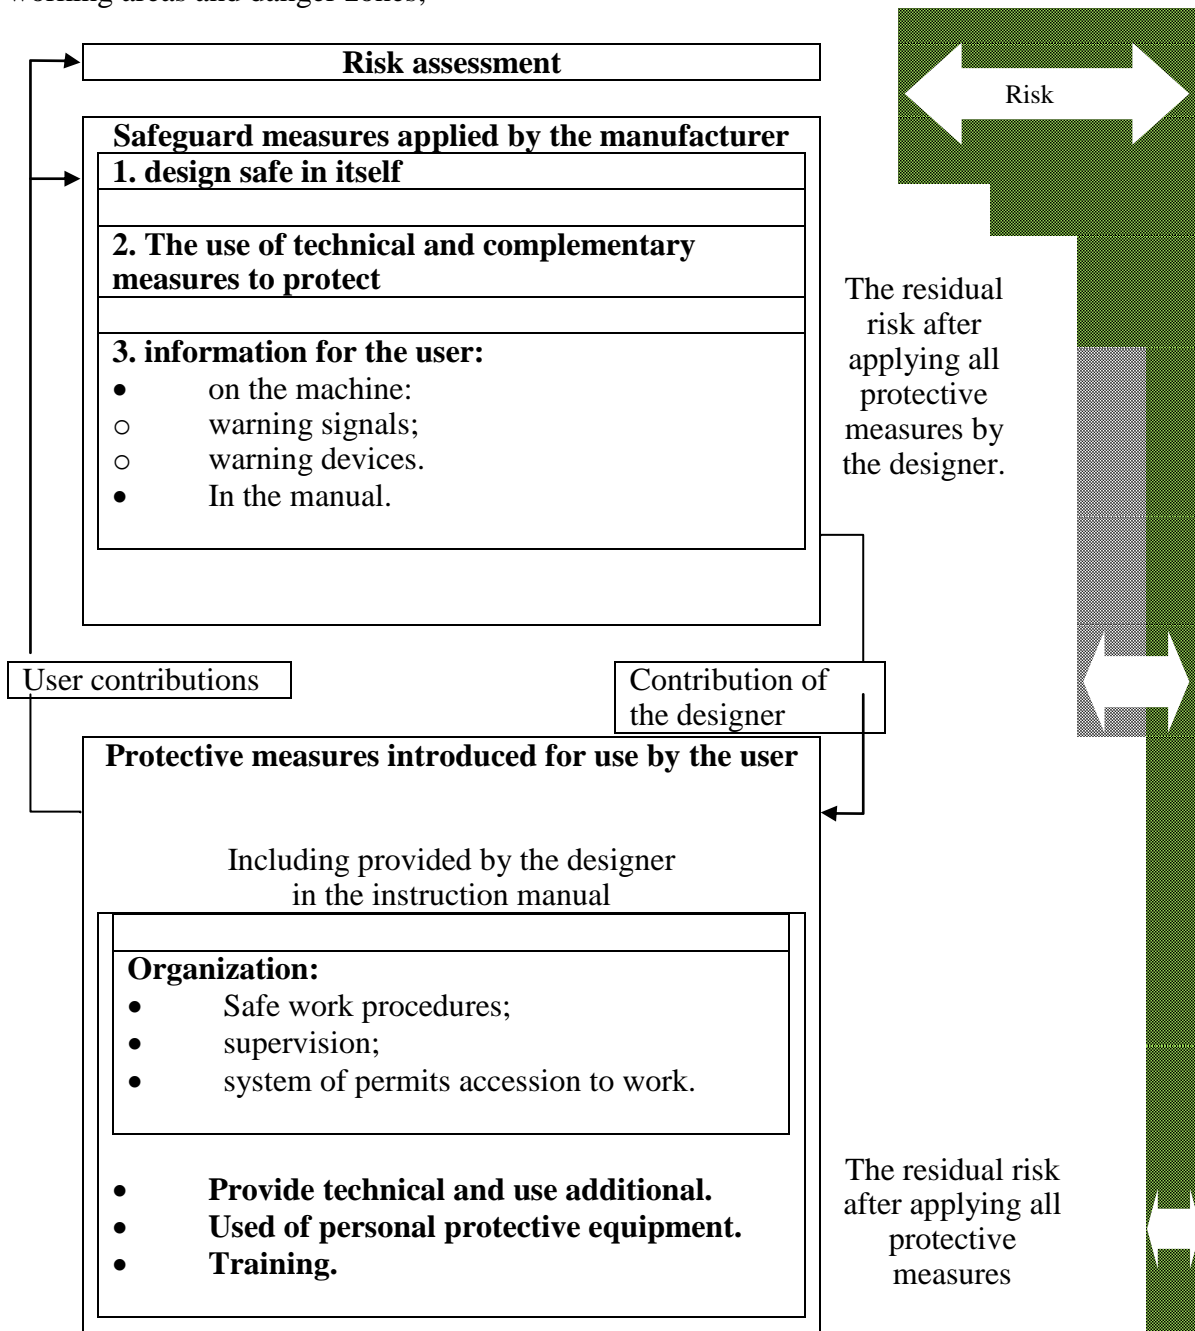 working areas and danger zones;
Risk assessment
Risk
Safeguard measures applied by the manufacturer
1. design safe in itself
2. The use of technical and complementary
measures to protect
3. information for the user:
• on the machine:
o warning signals;
o warning devices.
• In the manual.
The residual
risk after
applying all
protective
measures by
the designer.
User contributions
Contribution of
the designer
Protective measures introduced for use by the user
Including provided by the designer
in the instruction manual
Organization:
• Safe work procedures;
• supervision;
• system of permits accession to work.
• Provide technical and use additional.
• Used of personal protective equipment.
• Training.
The residual risk
after applying all
protective
measures